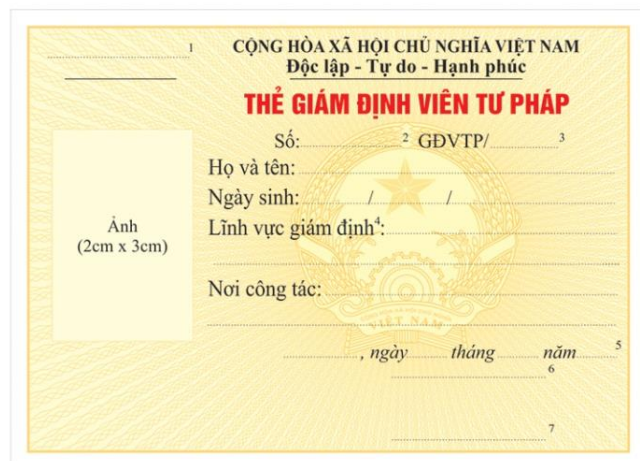 1
CỘNG HÒA XÃ HỘI CHỦ NGHĨA VIỆT NAM
Độc lập - Tự do - Hạnh phúc
THẺ GIÁM ĐỊNH VIÊN TƯ PHÁP
Số: 2 GĐVTP/ 3
Họ và tên:
Ngày sinh: / /
Ảnh
(2cm x 3cm)
Lĩnh vực giám định4:
Nơi công tác:
VIỆT NAM
, ngày tháng năm 5
6
7